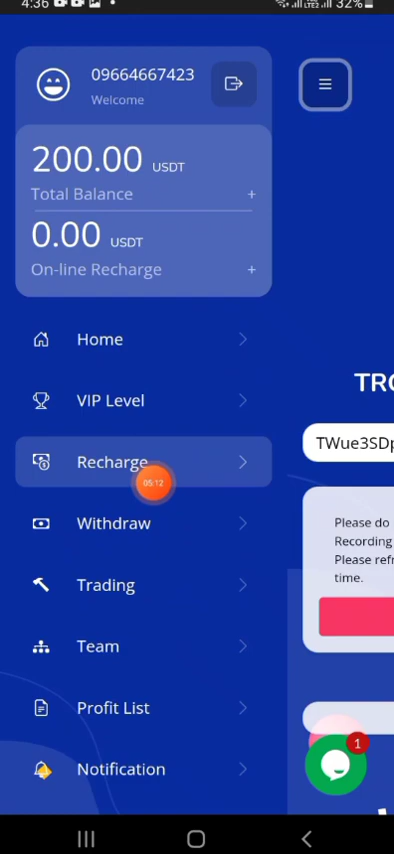 4:36 32%
09664667423
Welcome
200.00 USDT
Total Balance +
0.00 USDT
On-line Recharge +
Home
VIP Level
Recharge
05:12
Withdraw
Trading
Team
Profit List
Notification
TRC
TWue3SDp
Please do
Recording
Please refr
time.
1